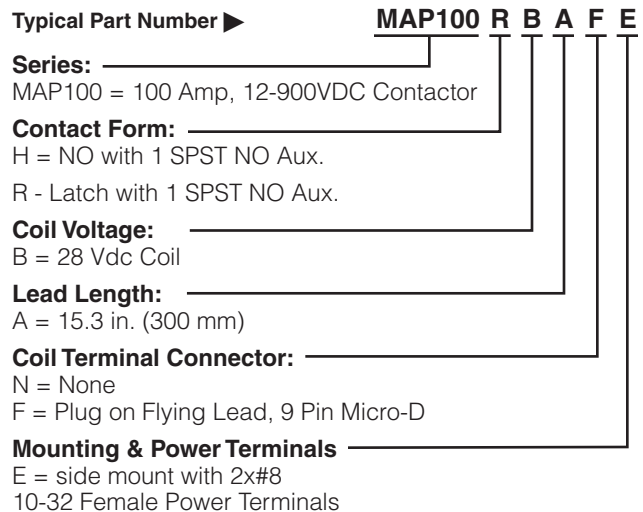 Typical Part Number ▶ MAP100 R B A F E
Series:
MAP100 = 100 Amp, 12-900VDC Contactor
Contact Form:
H = NO with 1 SPST NO Aux.
R - Latch with 1 SPST NO Aux.
Coil Voltage:
B = 28 Vdc Coil
Lead Length:
A = 15.3 in. (300 mm)
Coil Terminal Connector:
N = None
F = Plug on Flying Lead, 9 Pin Micro-D
Mounting & Power Terminals
E = side mount with 2x#8
10-32 Female Power Terminals